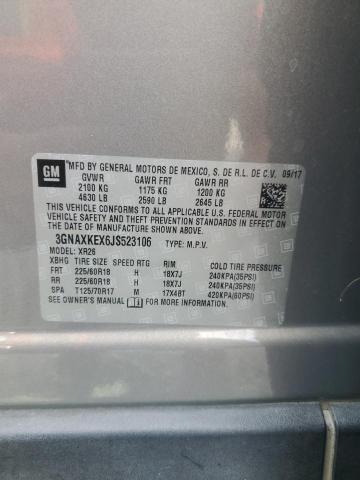 GM
MFD BY GENERAL MOTORS DE MEXICO, S. DE R.L. DE C.V. 09/17
GVWR GAWR FRT GAWR RR
2100 KG 1175 KG 1200 KG
4630 LB 2590 LB 2645 LB
THIS VEHICLE CONFORMS TO ALL APPLICABLE U.S. FEDERAL
MOTOR VEHICLE SAFETY, BUMPER, AND THEFT
PREVENTION STANDARDS IN EFFECT ON THE DATE OF
MANUFACTURE SHOWN ABOVE.
3GNAXKEX6JS523106 TYPE: M.P.V.
MODEL: XR26
XBHG TIRE SIZE SPEED RTG RIM COLD TIRE PRESSURE
FRT 225/60R18 H 18X7J 240KPA(35PSI)
RR 225/60R18 H 18X7J 240KPA(35PSI)
SPA T125/70R17 M 17X4BT 420KPA(60PSI)
SEE OWNER'S MANUAL FOR MORE INFORMATION